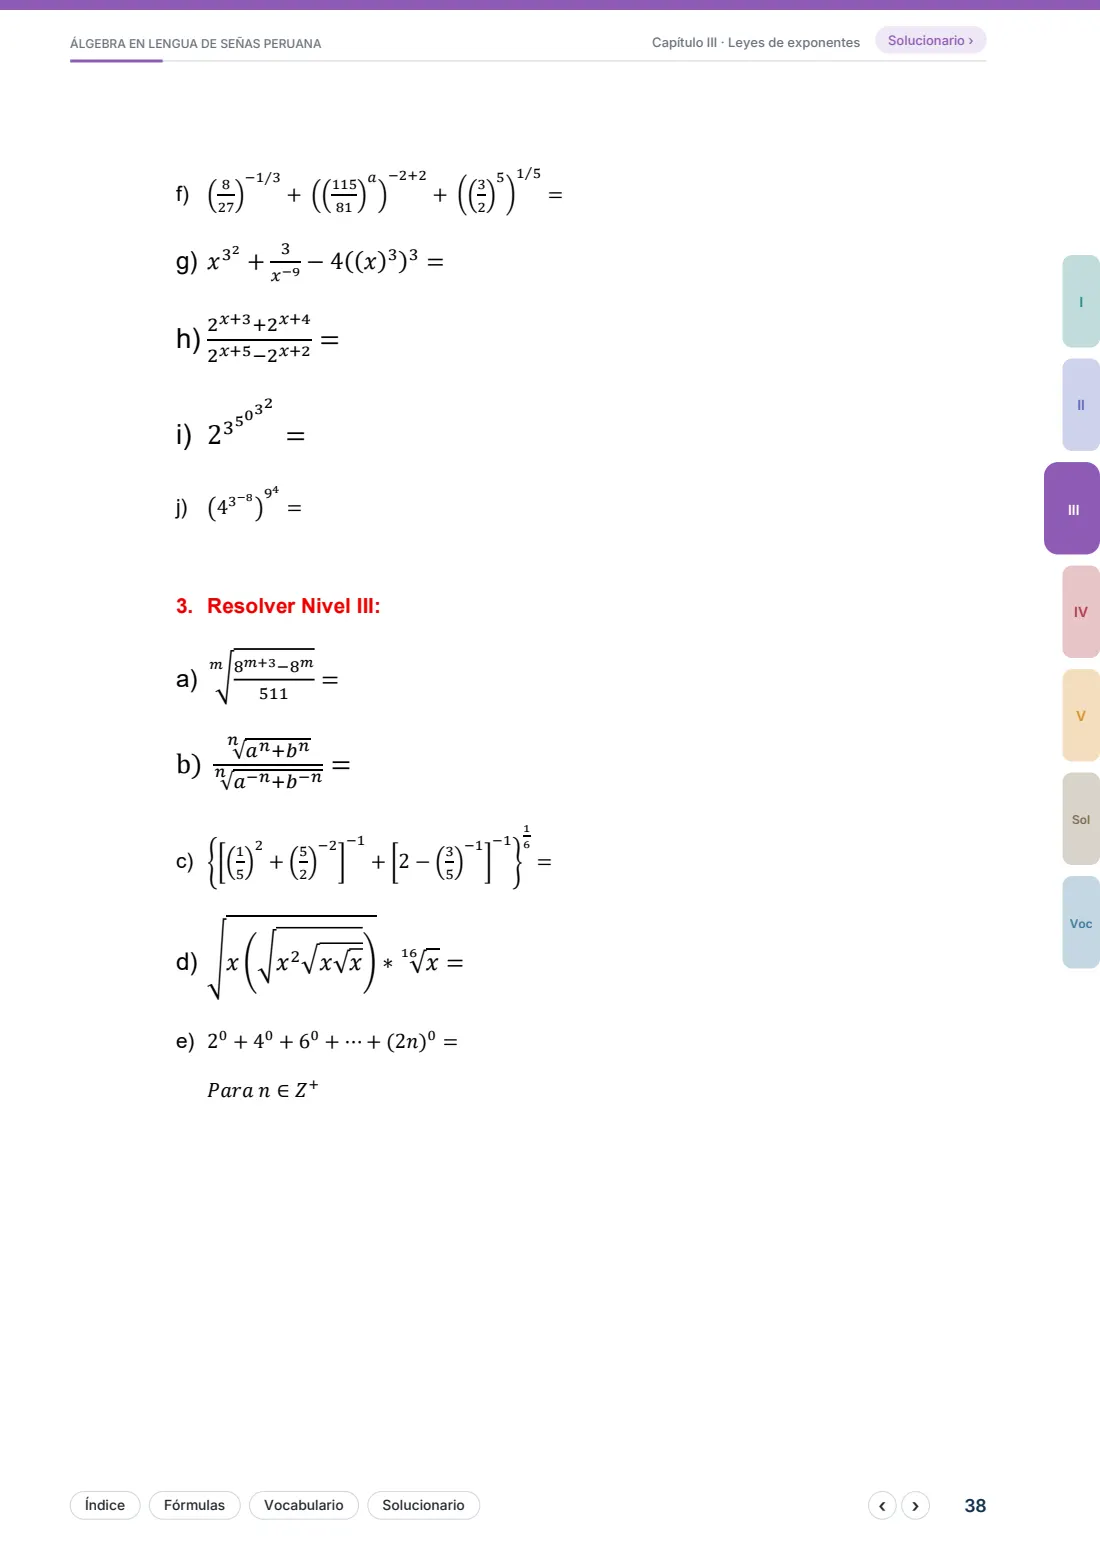 ÁLGEBRA EN LENGUA DE SEÑAS PERUANA
Capítulo III · Leyes de exponentes Solucionario ›
f) (8/27)^(−1/3) + ((115/81)^a)^(−2+2) + ((3/2)^5)^(1/5) =
g) x^(3^2) + 3/x^(−9) − 4((x)^3)^3 =
h) (2^(x+3)+2^(x+4))/(2^(x+5)−2^(x+2)) =
i) 2^(3^(5^(0^(3^2)))) =
j) (4^(3^(−8)))^(9^4) =
3. Resolver Nivel III:
a) ᵐ√((8^(m+3)−8^m)/511) =
b) ⁿ√(a^n+b^n) / ⁿ√(a^(−n)+b^(−n)) =
c) {[(1/5)^2 + (5/2)^(−2)]^(−1) + [2 − (3/5)^(−1)]^(−1)}^(1/6) =
d) √(x(√(x^2√(x√x)))) ∗ ¹⁶√x =
e) 2^0 + 4^0 + 6^0 + ⋯ + (2n)^0 =
Para n ∈ Z^+
I
II
III
IV
V
Sol
Voc
Índice Fórmulas Vocabulario Solucionario ‹ › 38